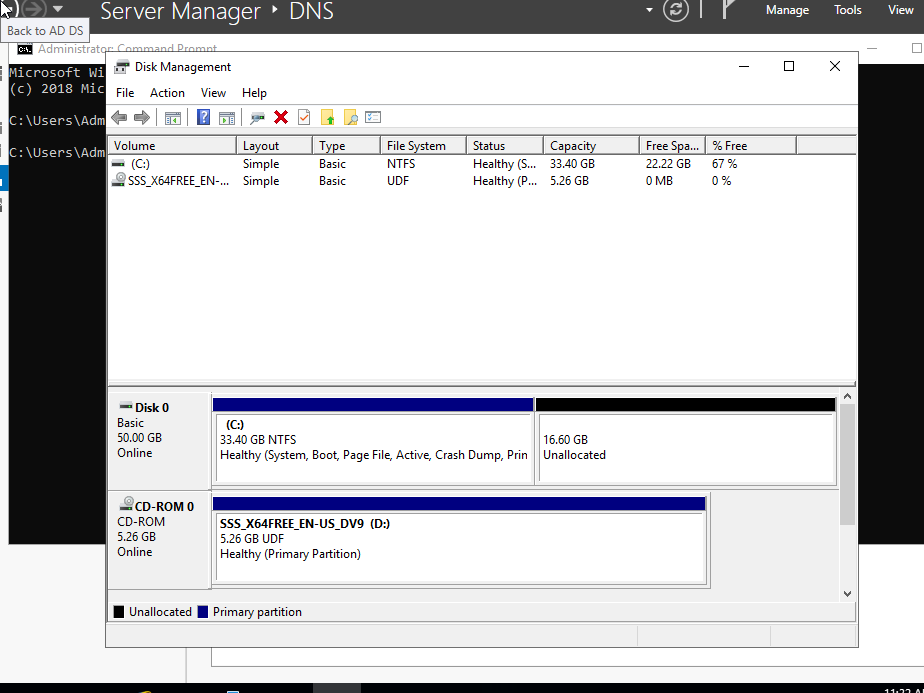 Server Manager DNS
Manage Tools View
Back to AD DS
Administrator: Command Prompt
Microsoft Wi
(c) 2018 Mic
C:\Users\Adm
C:\Users\Adm
Disk Management
File Action View Help
Volume Layout Type File System Status Capacity Free Spa... % Free
(C:) Simple Basic NTFS Healthy (S... 33.40 GB 22.22 GB 67 %
SSS_X64FREE_EN-... Simple Basic UDF Healthy (P... 5.26 GB 0 MB 0 %
Disk 0
Basic
50.00 GB
Online
(C:)
33.40 GB NTFS
Healthy (System, Boot, Page File, Active, Crash Dump, Prin
16.60 GB
Unallocated
CD-ROM 0
CD-ROM
5.26 GB
Online
SSS_X64FREE_EN-US_DV9 (D:)
5.26 GB UDF
Healthy (Primary Partition)
Unallocated Primary partition